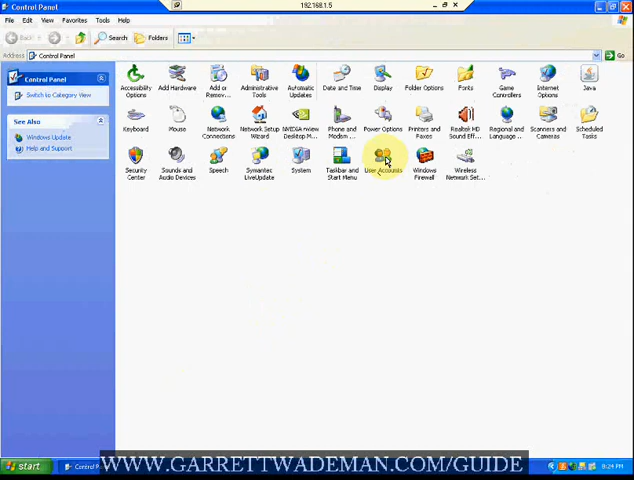 Control Panel
192.168.1.5
File Edit View Favorites Tools Help
Back Search Folders
Address Control Panel Go
Control Panel
Switch to Category View
See Also
Windows Update
Help and Support
Accessibility Options
Add Hardware
Add or Remov...
Administrative Tools
Automatic Updates
Date and Time
Display
Folder Options
Fonts
Game Controllers
Internet Options
Java
Keyboard
Mouse
Network Connections
Network Setup Wizard
NVIDIA nView Desktop M...
Phone and Modem
Power Options
Printers and Faxes
Realtek HD Sound Eff...
Regional and Language ...
Scanners and Cameras
Scheduled Tasks
Security Center
Sounds and Audio Devices
Speech
Symantec LiveUpdate
System
Taskbar and Start Menu
User Accounts
Windows Firewall
Wireless Network Set...
start
Control P
8:24 PM
WWW.GARRETTWADEMAN.COM/GUIDE